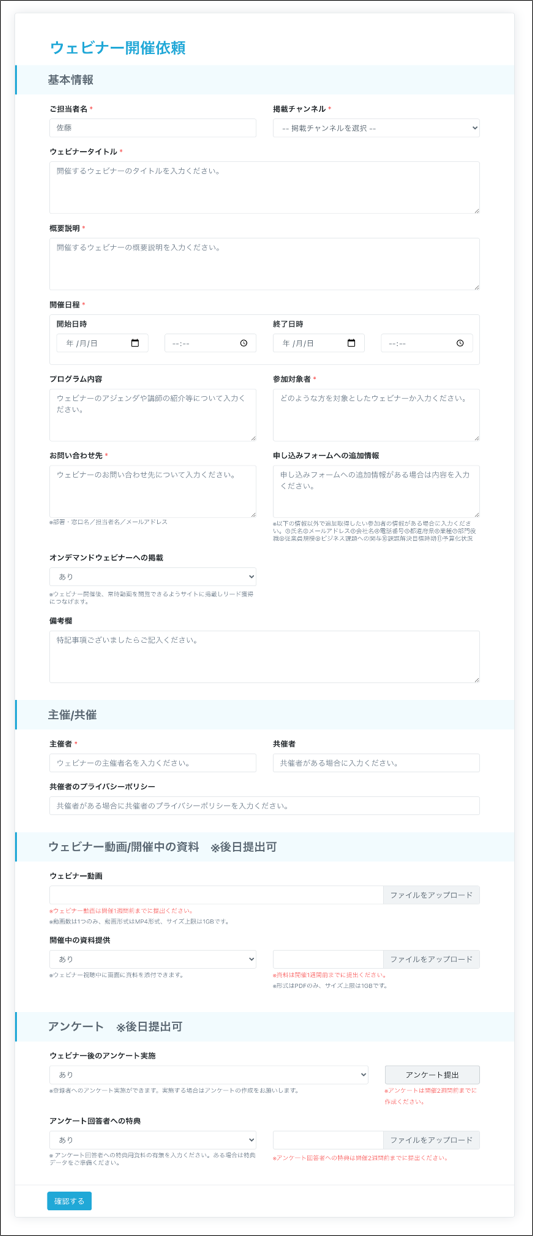 ウェビナー開催依頼
基本情報
ご担当者名 *
掲載チャンネル *
佐藤
-- 掲載チャンネルを選択 --
ウェビナータイトル *
開催するウェビナーのタイトルを入力ください。
概要説明 *
開催するウェビナーの概要説明を入力ください。
開催日程 *
開始日時
終了日時
年 /月/日
--:--
年 /月/日
--:--
プログラム内容
参加対象者 *
ウェビナーのアジェンダや講師の紹介等について入力く
ださい。
どのような方を対象としたウェビナーか入力ください。
お問い合わせ先 *
申し込みフォームへの追加情報
ウェビナーのお問い合わせ先について入力ください。
申し込みフォームへの追加情報がある場合は内容を入力
ください。
※部署・窓口名／担当者名／メールアドレス
※以下の情報以外で追加取得したい参加者の情報がある場合に入力くださ
オンデマンドウェビナーへの掲載
あり
※ウェビナー開催後、常時動画を閲覧できるようサイトに掲載しリード獲得
につなげます。
備考欄
特記事項ございましたらご記入ください。
主催/共催
主催者 *
共催者
ウェビナーの主催者名を入力ください。
共催者がある場合に入力ください。
共催者のプライバシーポリシー
共催者がある場合に共催者のプライバシーポリシーを入力ください。
ウェビナー動画/開催中の資料　※後日提出可
ウェビナー動画
ファイルをアップロード
※ウェビナー動画は開催1週間前までに提出ください。
※動画数は1つのみ、動画形式はMP4形式、サイズ上限は1GBです。
開催中の資料提供
あり
ファイルをアップロード
※ウェビナー視聴中に画面に資料を添付できます。
※資料は開催1週間前までに提出ください。
※形式はPDFのみ、サイズ上限は1GBです。
アンケート　※後日提出可
ウェビナー後のアンケート実施
あり
アンケート提出
※登録者へのアンケート実施ができます。実施する場合はアンケートの作成をお願いします。
※アンケートは開催2週間前までに
作成ください。
アンケート回答者への特典
あり
ファイルをアップロード
※ アンケート回答者への特典用資料の有無を入力ください。ある場合は特典
データをご準備ください。
※アンケート回答者への特典は開催2週間前までに提出ください。
確認する